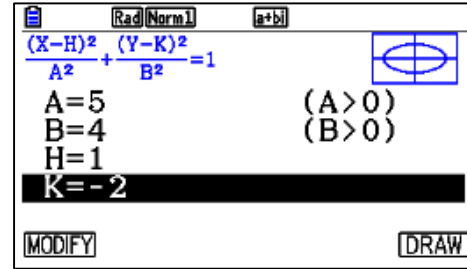 Rad Norm1 a+bi
(X-H)²/A²+(Y-K)²/B²=1
A=5 (A>0)
B=4 (B>0)
H=1
K=-2
MODIFY DRAW